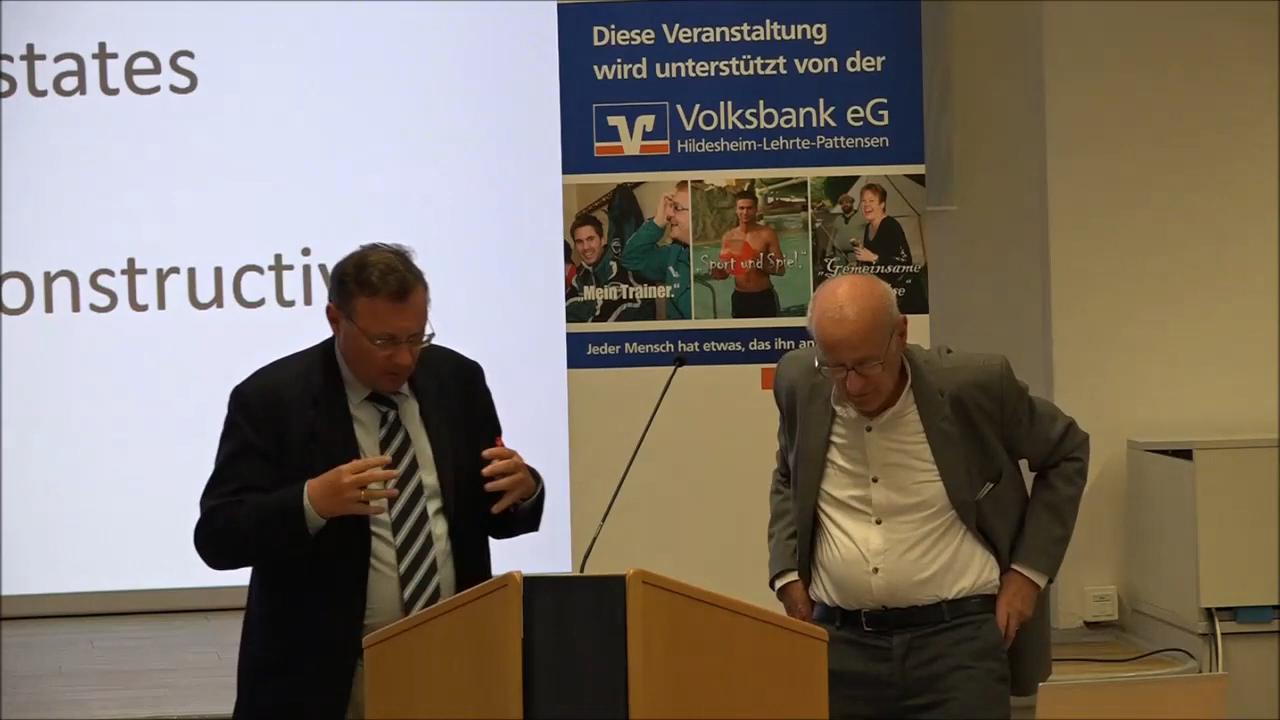 states
onstructiv
Diese Veranstaltung
wird unterstützt von der
Volksbank eG
Hildesheim-Lehrte-Pattensen
„Mein Trainer.“
„Sport und Spiel.“
„Gemeinsame
Jeder Mensch hat etwas, das ihn